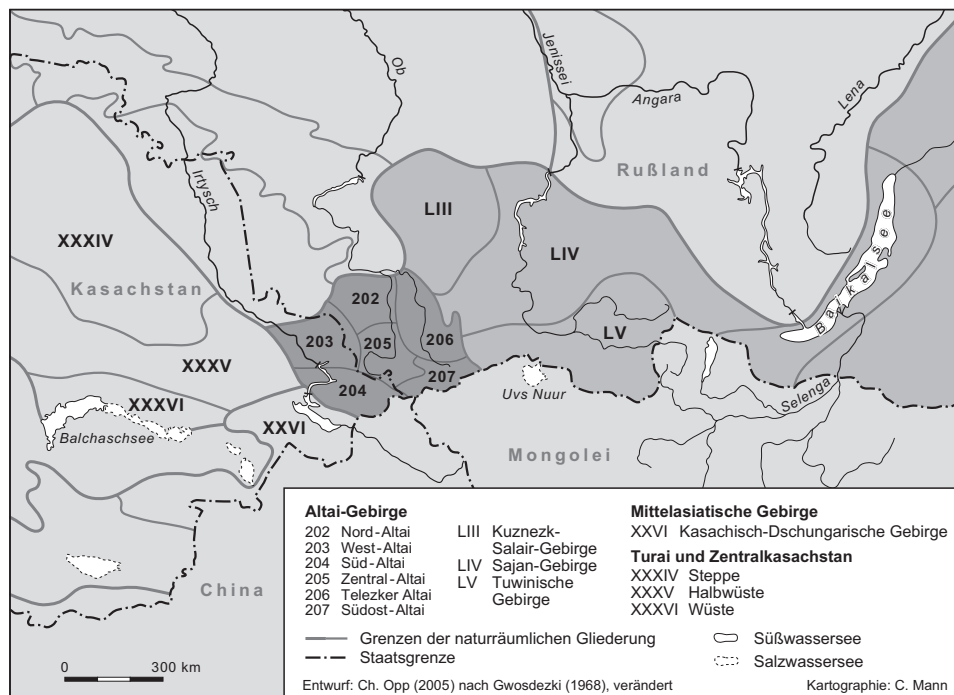 Jenissei
Ob
Angara
Lena
Rußland
Irtysch
LIII
XXXIV
LIV
Baikalsee
Kasachstan
202
203
205
206
LV
XXXV
204
207
Selenga
XXXVI
Uvs Nuur
XXVI
Balchaschsee
Mongolei
China
Altai-Gebirge
202 Nord-Altai
203 West-Altai
204 Süd-Altai
205 Zentral-Altai
206 Telezker Altai
207 Südost-Altai
LIII Kuznezk-
Salair-Gebirge
LIV Sajan-Gebirge
LV Tuwinische
Gebirge
Mittelasiatische Gebirge
XXVI Kasachisch-Dschungarische Gebirge
Turai und Zentralkasachstan
XXXIV Steppe
XXXV Halbwüste
XXXVI Wüste
Grenzen der naturräumlichen Gliederung
Staatsgrenze
Süßwassersee
Salzwassersee
0 300 km
Entwurf: Ch. Opp (2005) nach Gwosdezki (1968), verändert
Kartographie: C. Mann